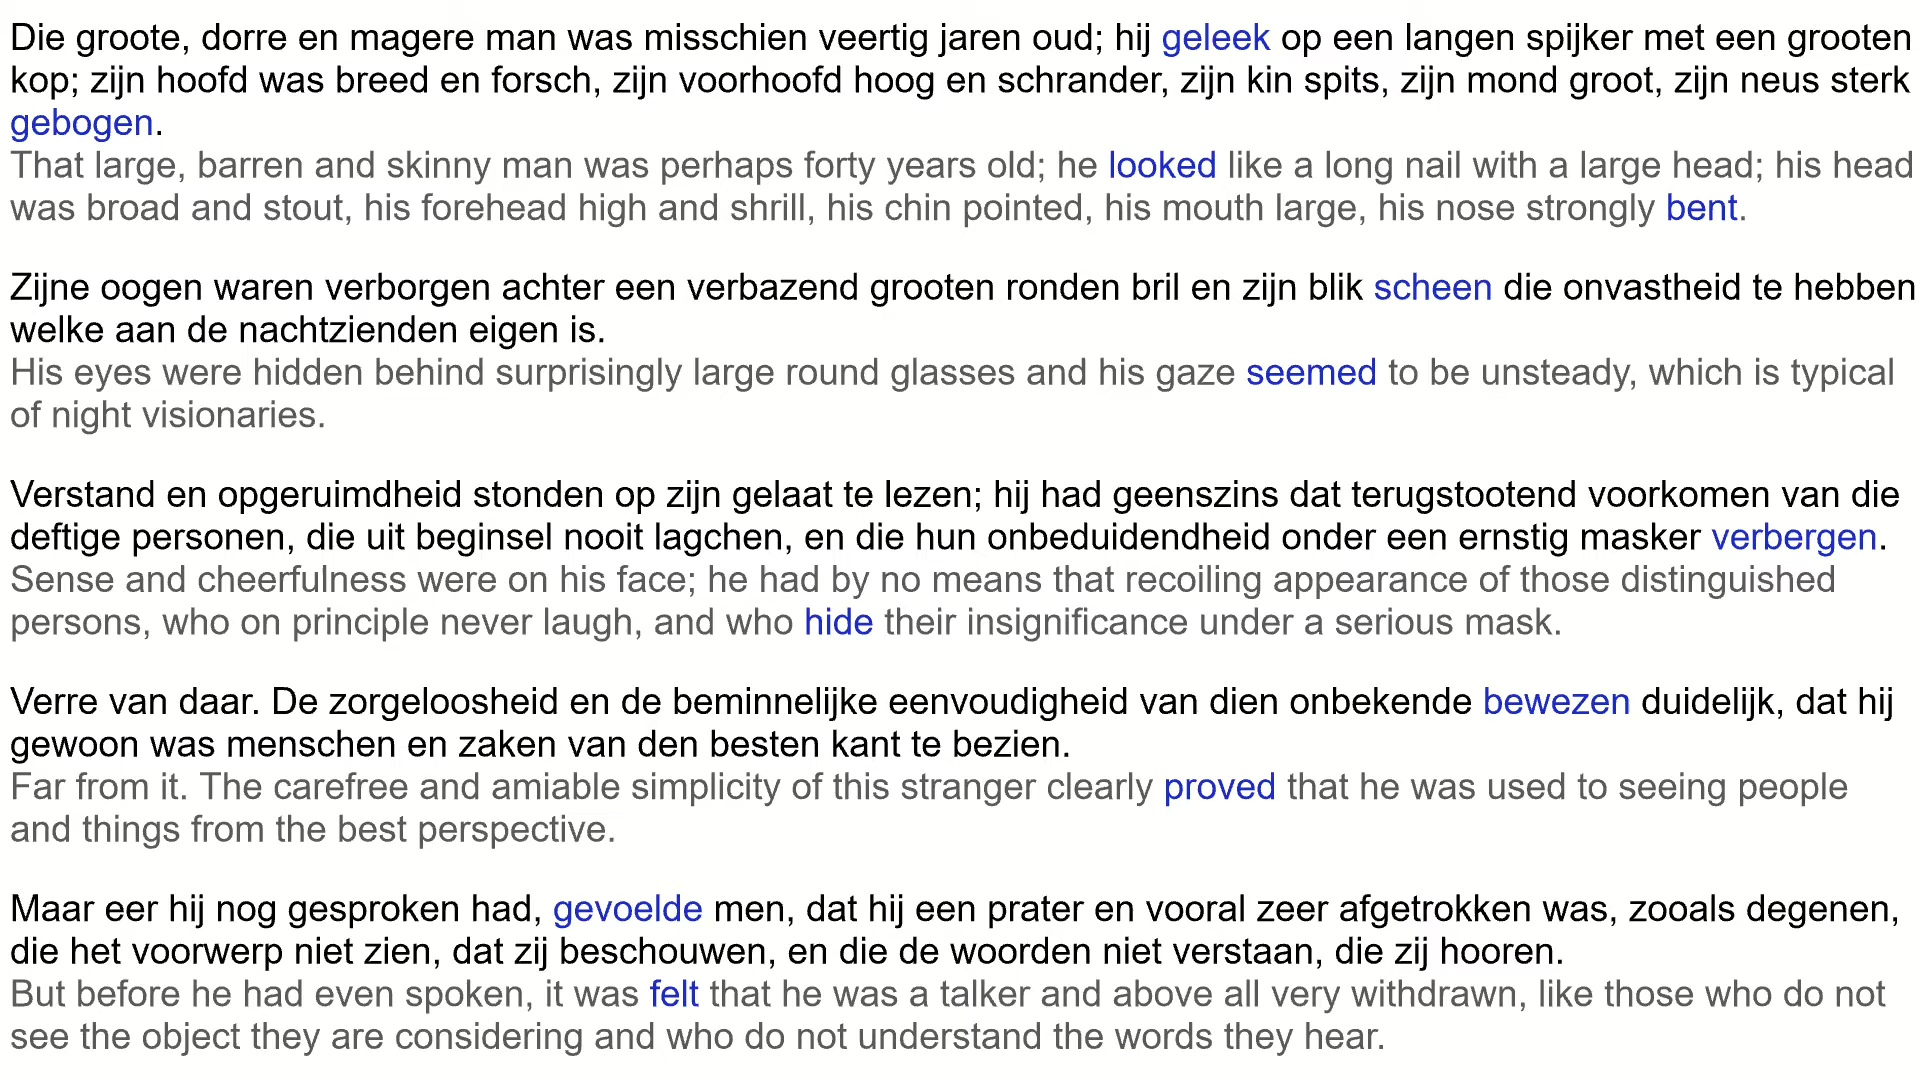 Die groote, dorre en magere man was misschien veertig jaren oud; hij geleek op een langen spijker met een grooten
kop; zijn hoofd was breed en forsch, zijn voorhoofd hoog en schrander, zijn kin spits, zijn mond groot, zijn neus sterk
gebogen.
That large, barren and skinny man was perhaps forty years old; he looked like a long nail with a large head; his head
was broad and stout, his forehead high and shrill, his chin pointed, his mouth large, his nose strongly bent.
Zijne oogen waren verborgen achter een verbazend grooten ronden bril en zijn blik scheen die onvastheid te hebben
welke aan de nachtzienden eigen is.
His eyes were hidden behind surprisingly large round glasses and his gaze seemed to be unsteady, which is typical
of night visionaries.
Verstand en opgeruimdheid stonden op zijn gelaat te lezen; hij had geenszins dat terugstootend voorkomen van die
deftige personen, die uit beginsel nooit lagchen, en die hun onbeduidendheid onder een ernstig masker verbergen.
Sense and cheerfulness were on his face; he had by no means that recoiling appearance of those distinguished
persons, who on principle never laugh, and who hide their insignificance under a serious mask.
Verre van daar. De zorgeloosheid en de beminnelijke eenvoudigheid van dien onbekende bewezen duidelijk, dat hij
gewoon was menschen en zaken van den besten kant te bezien.
Far from it. The carefree and amiable simplicity of this stranger clearly proved that he was used to seeing people
and things from the best perspective.
Maar eer hij nog gesproken had, gevoelde men, dat hij een prater en vooral zeer afgetrokken was, zooals degenen,
die het voorwerp niet zien, dat zij beschouwen, en die de woorden niet verstaan, die zij hooren.
But before he had even spoken, it was felt that he was a talker and above all very withdrawn, like those who do not
see the object they are considering and who do not understand the words they hear.